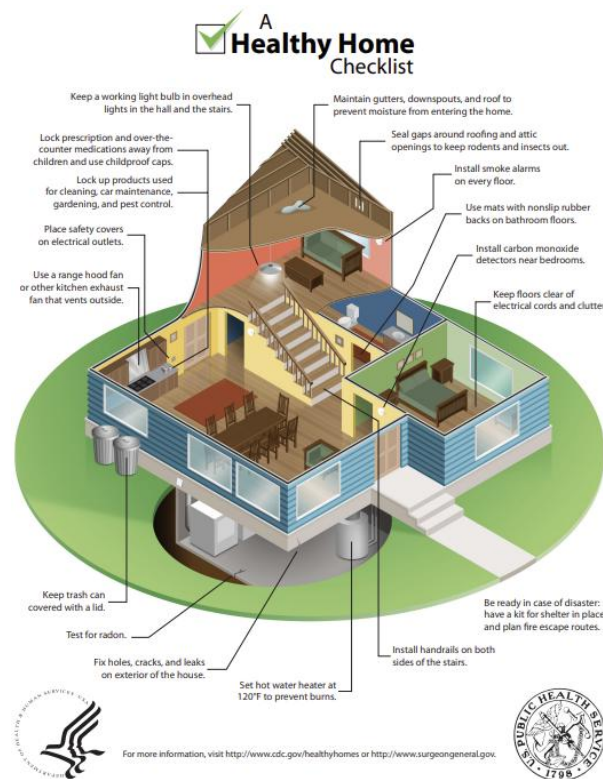 A
Healthy Home
Checklist
Keep a working light bulb in overhead
lights in the hall and the stairs.
Maintain gutters, downspouts, and roof to
prevent moisture from entering the home.
Lock prescription and over-the-
counter medications away from
children and use childproof caps.
Seal gaps around roofing and attic
openings to keep rodents and insects out.
Lock up products used
for cleaning, car maintenance,
gardening, and pest control.
Install smoke alarms
on every floor.
Use mats with nonslip rubber
backs on bathroom floors.
Place safety covers
on electrical outlets.
Install carbon monoxide
detectors near bedrooms.
Use a range hood fan
or other kitchen exhaust
fan that vents outside.
Keep floors clear of
electrical cords and clutter
Keep trash can
covered with a lid.
Test for radon.
Fix holes, cracks, and leaks
on exterior of the house.
Set hot water heater at
120°F to prevent burns.
Install handrails on both
sides of the stairs.
Be ready in case of disaster:
have a kit for shelter in place
and plan fire escape routes.
DEPARTMENT OF HEALTH & HUMAN SERVICES · USA
For more information, visit http://www.cdc.gov/healthyhomes or http://www.surgeongeneral.gov.
U.S. PUBLIC HEALTH SERVICE
1798